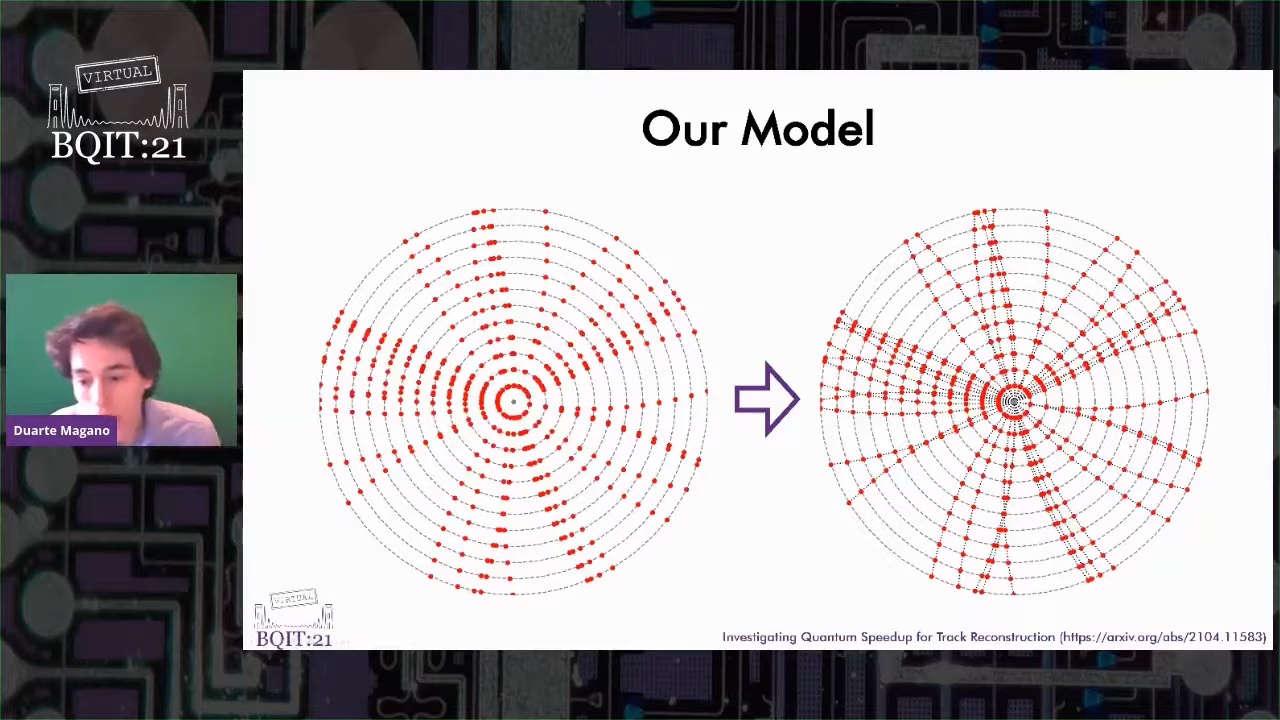 VIRTUAL
BQIT:21
Our Model
Duarte Magano
VIRTUAL
BQIT:21
Investigating Quantum Speedup for Track Reconstruction (https://arxiv.org/abs/2104.11583)